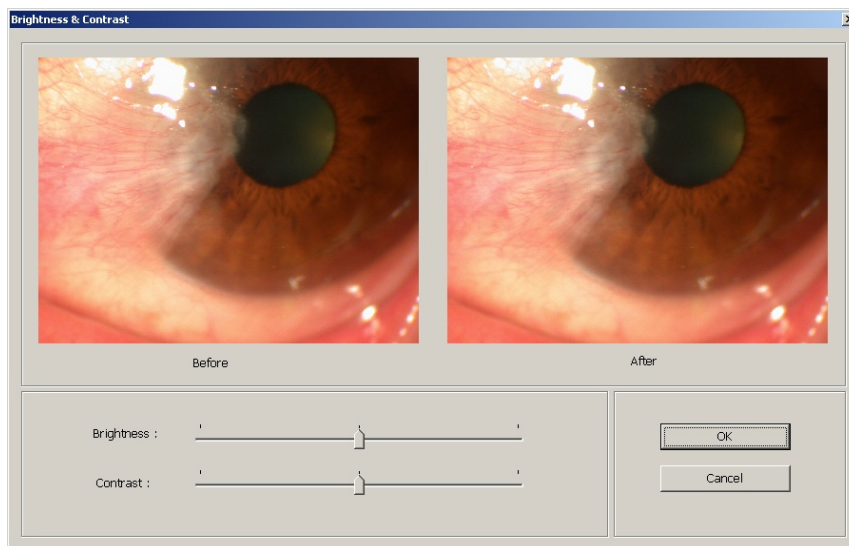 Brightness & Contrast
Before
After
Brightness :
Contrast :
OK
Cancel